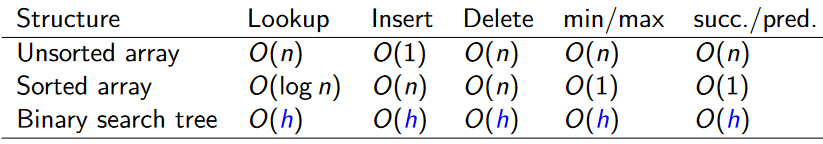 Structure Lookup Insert Delete min/max succ./pred.
Unsorted array O(n) O(1) O(n) O(n) O(n)
Sorted array O(log n) O(n) O(n) O(1) O(1)
Binary search tree O(h) O(h) O(h) O(h) O(h)